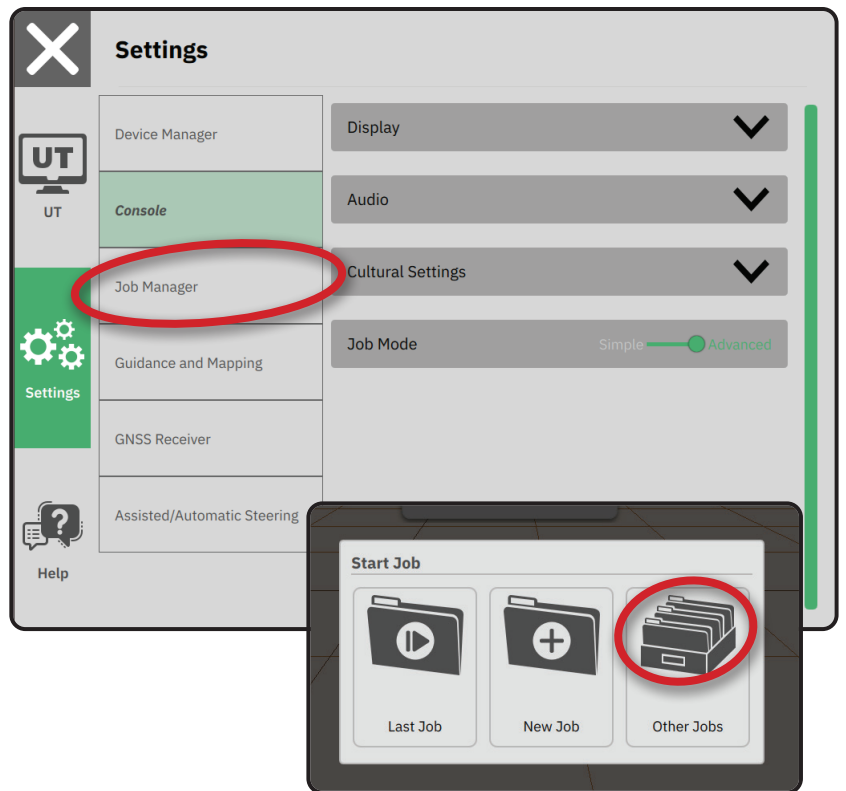 Settings
UT
UT
Settings
Help
Device Manager
Console
Job Manager
Guidance and Mapping
GNSS Receiver
Assisted/Automatic Steering
Display
Audio
Cultural Settings
Job Mode Simple Advanced
Start Job
Last Job New Job Other Jobs